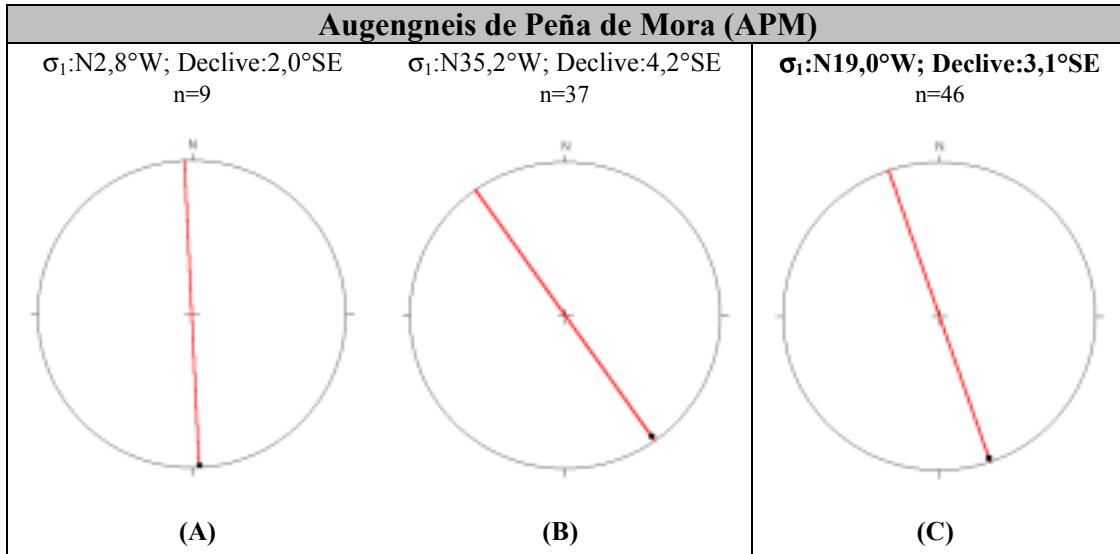 Augengneis de Peña de Mora (APM)
σ₁:N2,8°W; Declive:2,0°SE
n=9
N
(A)
σ₁:N35,2°W; Declive:4,2°SE
n=37
N
(B)
σ₁:N19,0°W; Declive:3,1°SE
n=46
N
(C)